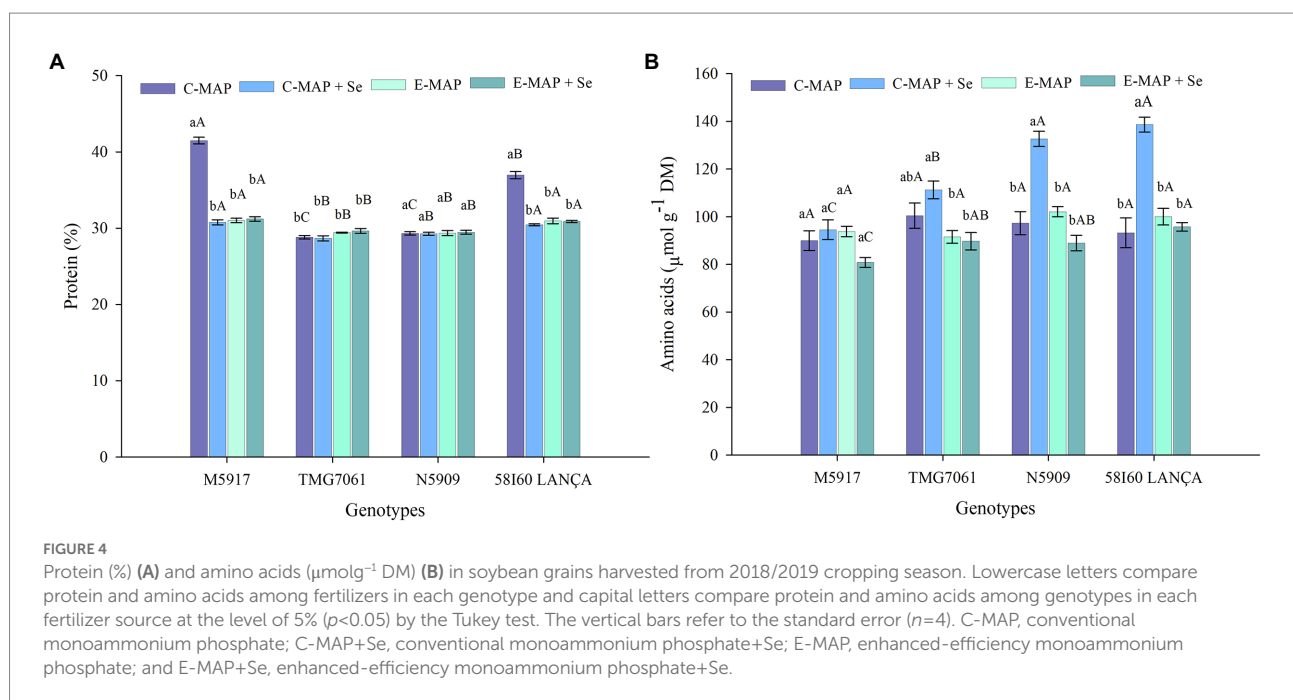 A
C-MAP C-MAP + Se E-MAP E-MAP + Se
50
40
30
20
10
0
Protein (%)
aA bA bA bA
bC bB bB bB
aC aB aB aB
aB bA bA bA
M5917 TMG7061 N5909 58I60 LANÇA
Genotypes
B
C-MAP C-MAP + Se E-MAP E-MAP + Se
160
140
120
100
80
60
40
20
0
Amino acids (μmol g⁻¹ DM)
aA aC aA aC
abA aB bA bAB
bA aA bA bAB
bA aA bA bA
M5917 TMG7061 N5909 58I60 LANÇA
Genotypes
FIGURE 4
Protein (%) (A) and amino acids (μmolg⁻¹ DM) (B) in soybean grains harvested from 2018/2019 cropping season. Lowercase letters compare
protein and amino acids among fertilizers in each genotype and capital letters compare protein and amino acids among genotypes in each
fertilizer source at the level of 5% (p<0.05) by the Tukey test. The vertical bars refer to the standard error (n=4). C-MAP, conventional
monoammonium phosphate; C-MAP+Se, conventional monoammonium phosphate+Se; E-MAP, enhanced-efficiency monoammonium
phosphate; and E-MAP+Se, enhanced-efficiency monoammonium phosphate+Se.